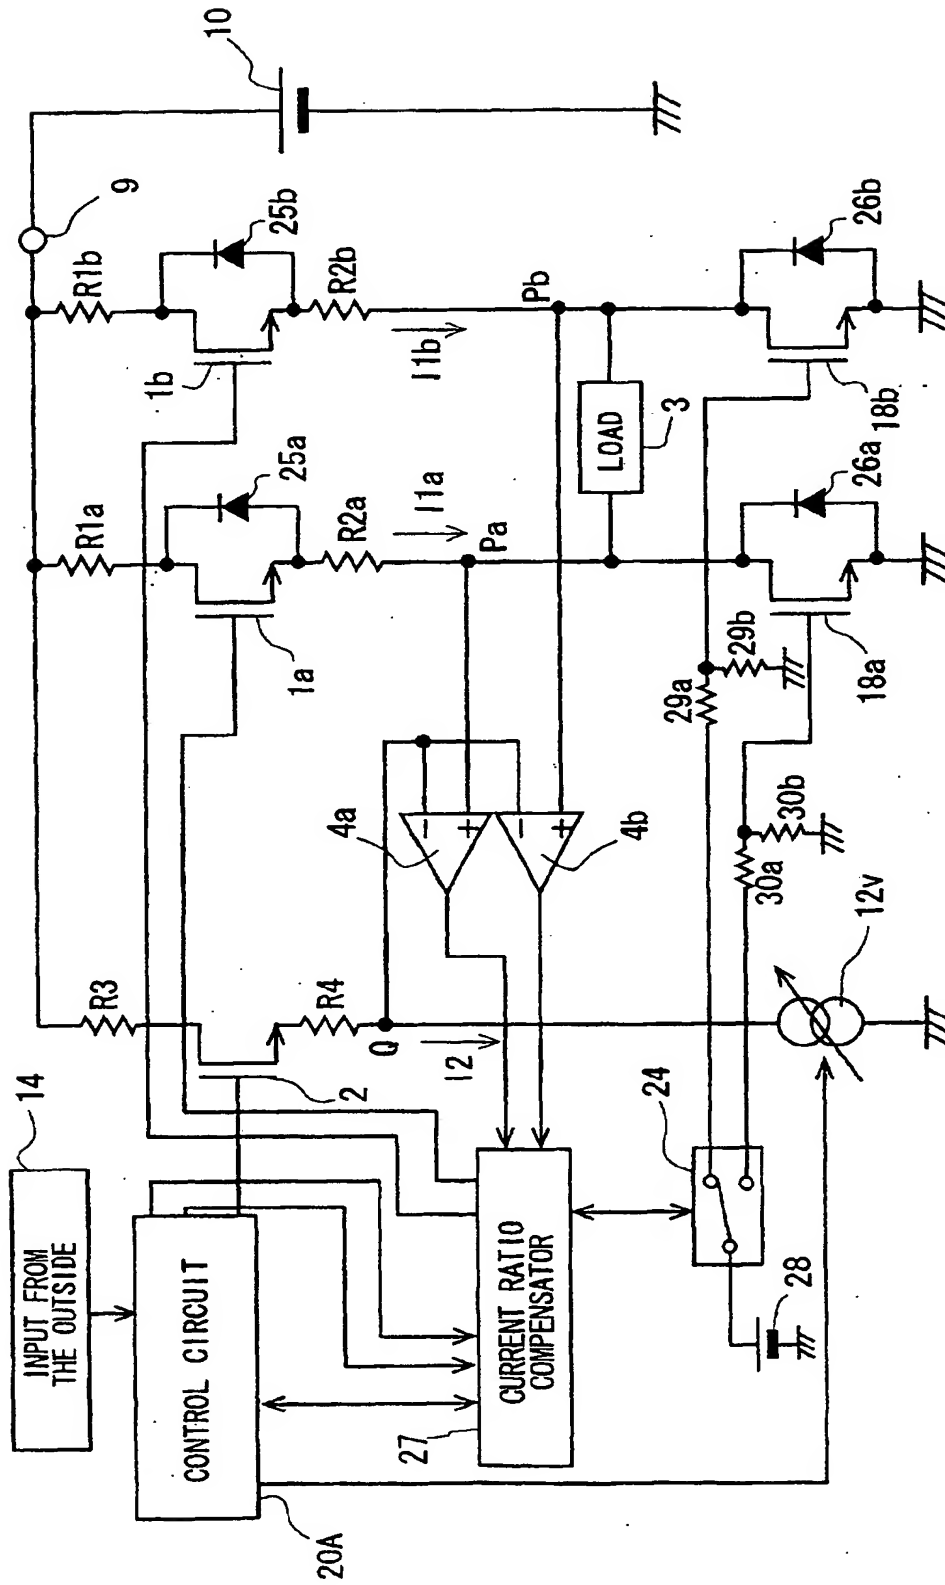 10
9
R1b
25b
R2b
1b
I1b
Pb
26b
18b
LOAD
3
R1a
25a
R2a
1a
I1a
Pa
26a
18a
29a
29b
30a
30b
4a
4b
-
+
-
+
R3
R4
Q
I2
2
12v
14
INPUT FROM
THE OUTSIDE
CONTROL CIRCUIT
20A
CURRENT RATIO
COMPENSATOR
27
24
28